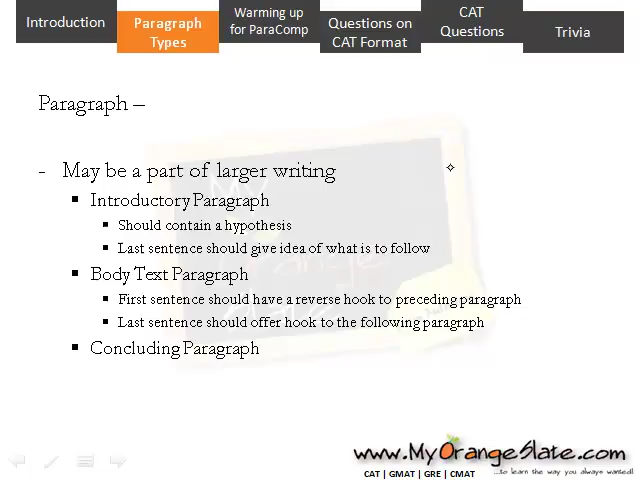 Introduction
Paragraph
Types
Warming up
for ParaComp
Questions on
CAT Format
CAT
Questions
Trivia
Paragraph –
- May be a part of larger writing
▪ Introductory Paragraph
▪ Should contain a hypothesis
▪ Last sentence should give idea of what is to follow
▪ Body Text Paragraph
▪ First sentence should have a reverse hook to preceding paragraph
▪ Last sentence should offer hook to the following paragraph
▪ Concluding Paragraph
My
Orange
Slate
www.MyOrangeSlate.com
CAT | GMAT | GRE | CMAT
...to learn the way you always wanted!